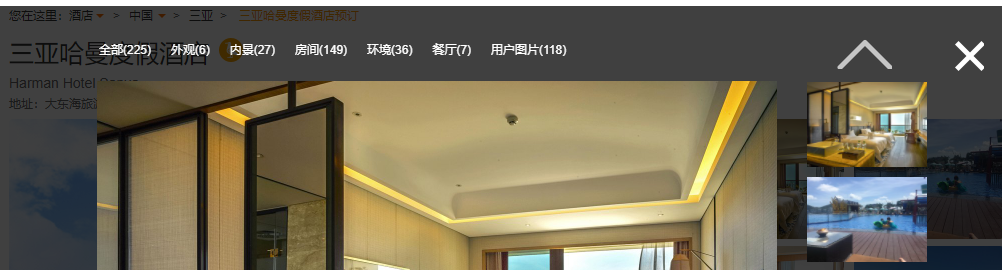 您在这里：酒店 > 中国 > 三亚 > 三亚哈曼度假酒店预订
全部(225) 外观(6) 内景(27) 房间(149) 环境(36) 餐厅(7) 用户图片(118)
三亚哈曼度假酒店
Harman Hotel Sanya
地址：大东海旅游